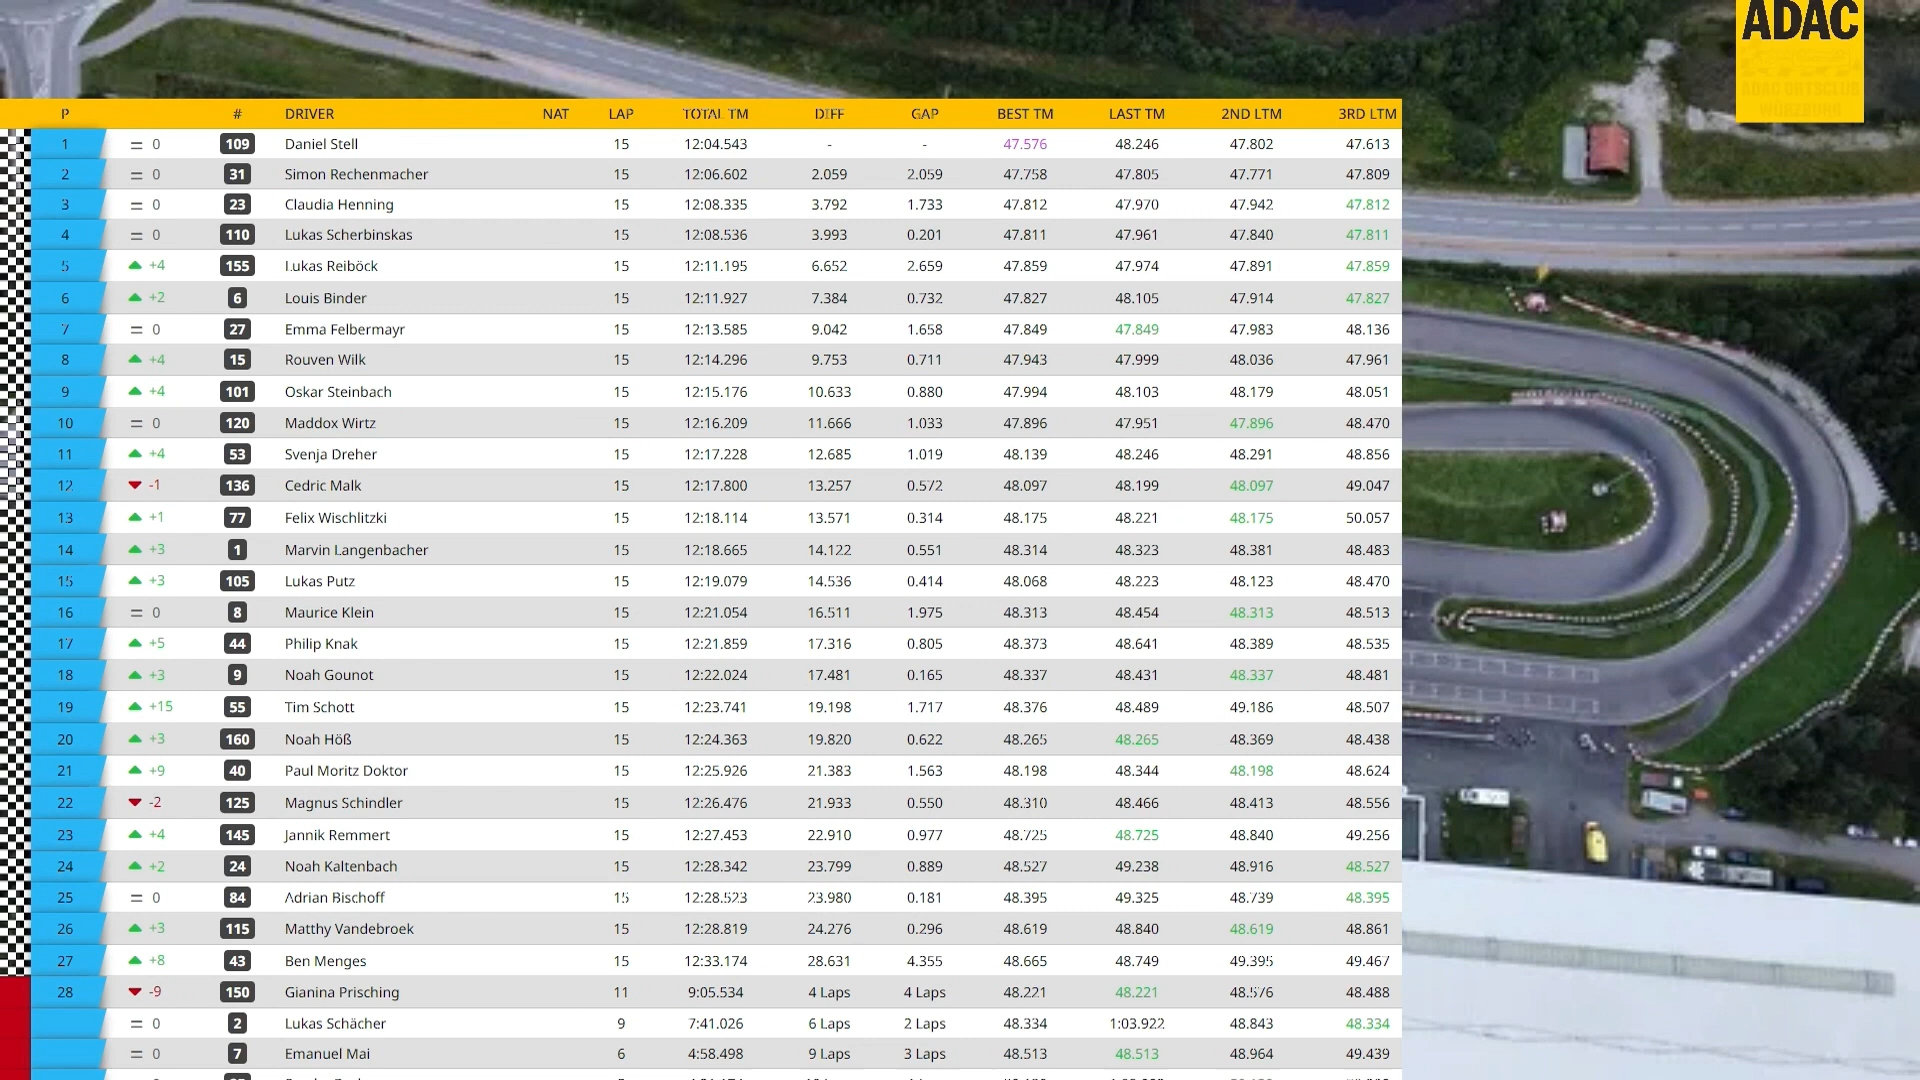 ADAC
ADAC ORTSCLUB
WÜRZBURG
P # DRIVER NAT LAP TOTAL TM DIFF GAP BEST TM LAST TM 2ND LTM 3RD LTM
1 = 0 109 Daniel Stell 15 12:04.543 - - 47.576 48.246 47.802 47.613
2 = 0 31 Simon Rechenmacher 15 12:06.602 2.059 2.059 47.758 47.805 47.771 47.809
3 = 0 23 Claudia Henning 15 12:08.335 3.792 1.733 47.812 47.970 47.942 47.812
4 = 0 110 Lukas Scherbinskas 15 12:08.536 3.993 0.201 47.811 47.961 47.840 47.811
5 +4 155 Lukas Reiböck 15 12:11.195 6.652 2.659 47.859 47.974 47.891 47.859
6 +2 6 Louis Binder 15 12:11.927 7.384 0.732 47.827 48.105 47.914 47.827
7 = 0 27 Emma Felbermayr 15 12:13.585 9.042 1.658 47.849 47.849 47.983 48.136
8 +4 15 Rouven Wilk 15 12:14.296 9.753 0.711 47.943 47.999 48.036 47.961
9 +4 101 Oskar Steinbach 15 12:15.176 10.633 0.880 47.994 48.103 48.179 48.051
10 = 0 120 Maddox Wirtz 15 12:16.209 11.666 1.033 47.896 47.951 47.896 48.470
11 +4 53 Svenja Dreher 15 12:17.228 12.685 1.019 48.139 48.246 48.291 48.856
12 -1 136 Cedric Malk 15 12:17.800 13.257 0.572 48.097 48.199 48.097 49.047
13 +1 77 Felix Wischlitzki 15 12:18.114 13.571 0.314 48.175 48.221 48.175 50.057
14 +3 1 Marvin Langenbacher 15 12:18.665 14.122 0.551 48.314 48.323 48.381 48.483
15 +3 105 Lukas Putz 15 12:19.079 14.536 0.414 48.068 48.223 48.123 48.470
16 = 0 8 Maurice Klein 15 12:21.054 16.511 1.975 48.313 48.454 48.313 48.513
17 +5 44 Philip Knak 15 12:21.859 17.316 0.805 48.373 48.641 48.389 48.535
18 +3 9 Noah Gounot 15 12:22.024 17.481 0.165 48.337 48.431 48.337 48.481
19 +15 55 Tim Schott 15 12:23.741 19.198 1.717 48.376 48.489 49.186 48.507
20 +3 160 Noah Höß 15 12:24.363 19.820 0.622 48.265 48.265 48.369 48.438
21 +9 40 Paul Moritz Doktor 15 12:25.926 21.383 1.563 48.198 48.344 48.198 48.624
22 -2 125 Magnus Schindler 15 12:26.476 21.933 0.550 48.310 48.466 48.413 48.556
23 +4 145 Jannik Remmert 15 12:27.453 22.910 0.977 48.725 48.725 48.840 49.256
24 +2 24 Noah Kaltenbach 15 12:28.342 23.799 0.889 48.527 49.238 48.916 48.527
25 = 0 84 Adrian Bischoff 15 12:28.523 23.980 0.181 48.395 49.325 48.739 48.395
26 +3 115 Matthy Vandebroek 15 12:28.819 24.276 0.296 48.619 48.840 48.619 48.861
27 +8 43 Ben Menges 15 12:33.174 28.631 4.355 48.665 48.749 49.395 49.467
28 -9 150 Gianina Prisching 11 9:05.534 4 Laps 4 Laps 48.221 48.221 48.576 48.488
= 0 2 Lukas Schächer 9 7:41.026 6 Laps 2 Laps 48.334 1:03.922 48.843 48.334
= 0 7 Emanuel Mai 6 4:58.498 9 Laps 3 Laps 48.513 48.513 48.964 49.439